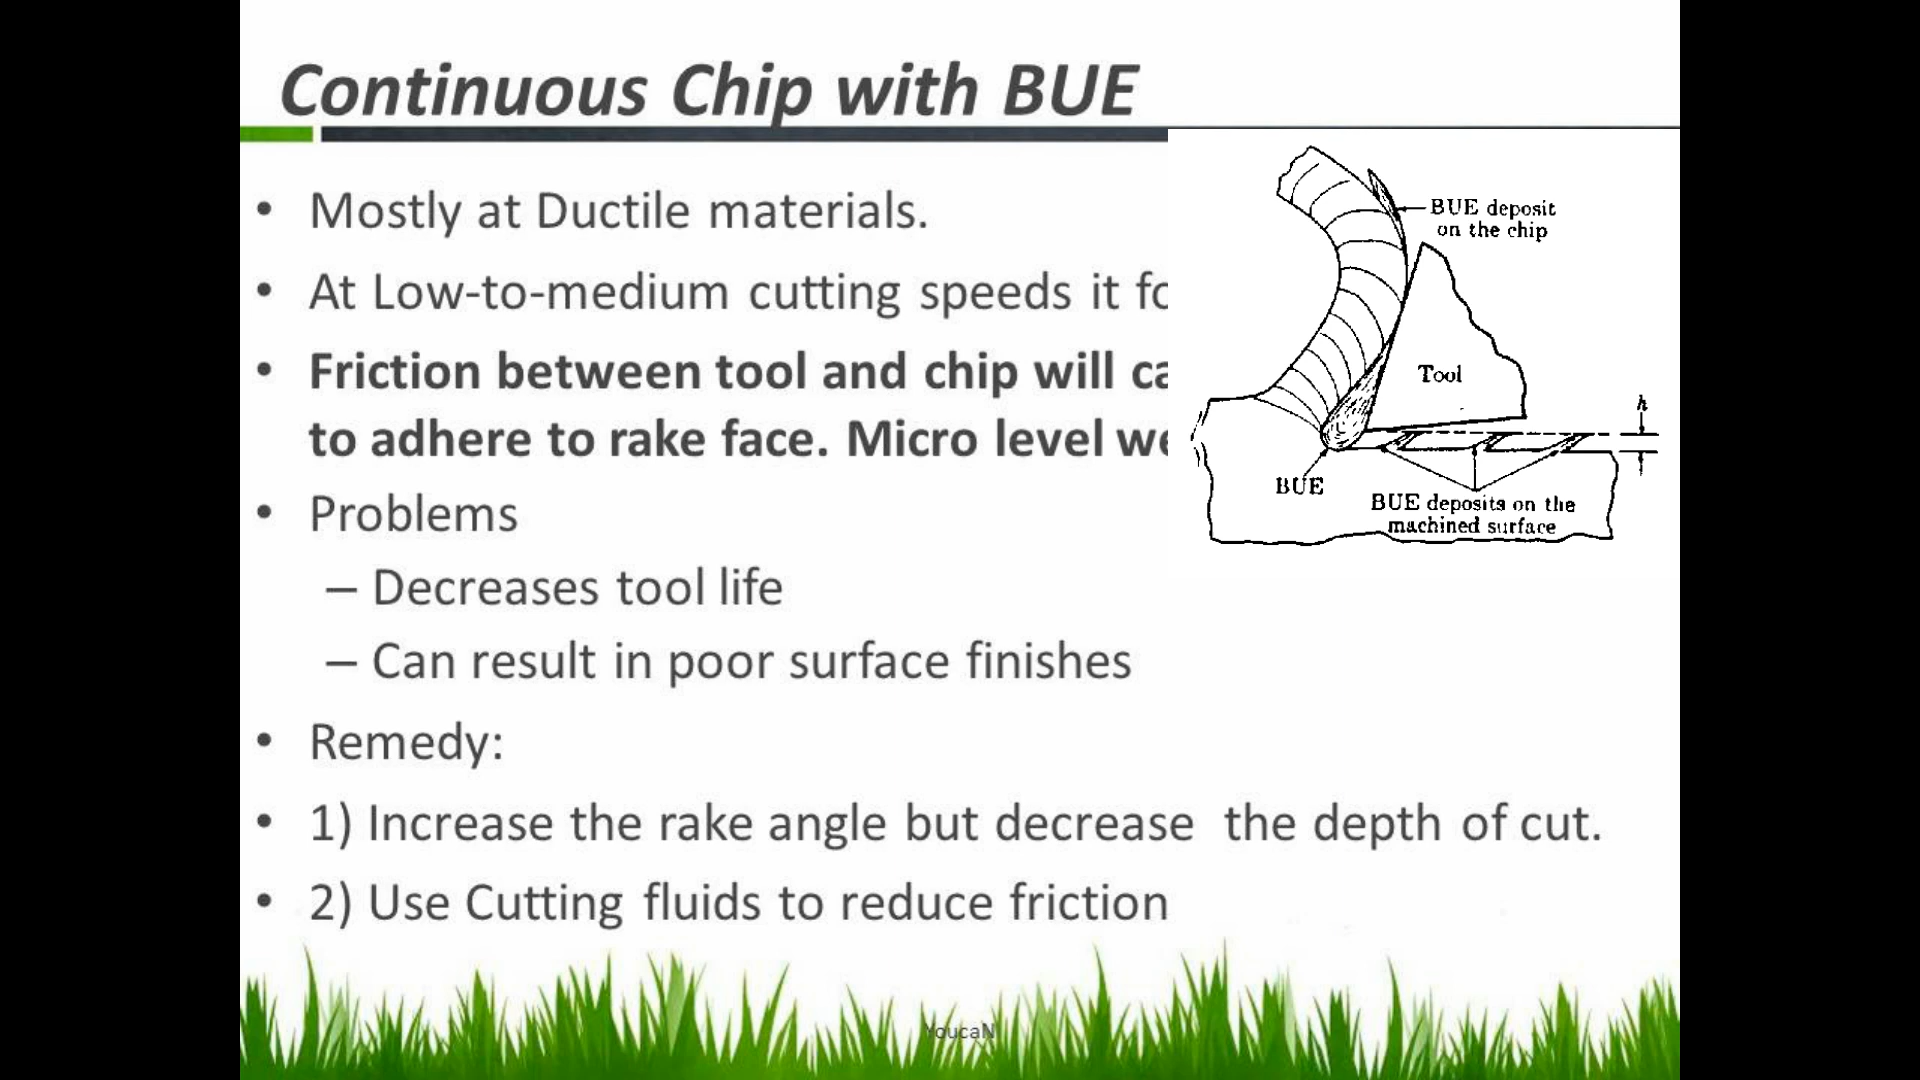 Continuous Chip with BUE
• Mostly at Ductile materials.
• At Low-to-medium cutting speeds it fo
• Friction between tool and chip will ca
to adhere to rake face. Micro level we
• Problems
– Decreases tool life
– Can result in poor surface finishes
• Remedy:
• 1) Increase the rake angle but decrease the depth of cut.
• 2) Use Cutting fluids to reduce friction
BUE deposit
on the chip
Tool
h
BUE
BUE deposits on the
machined surface
YoucaN